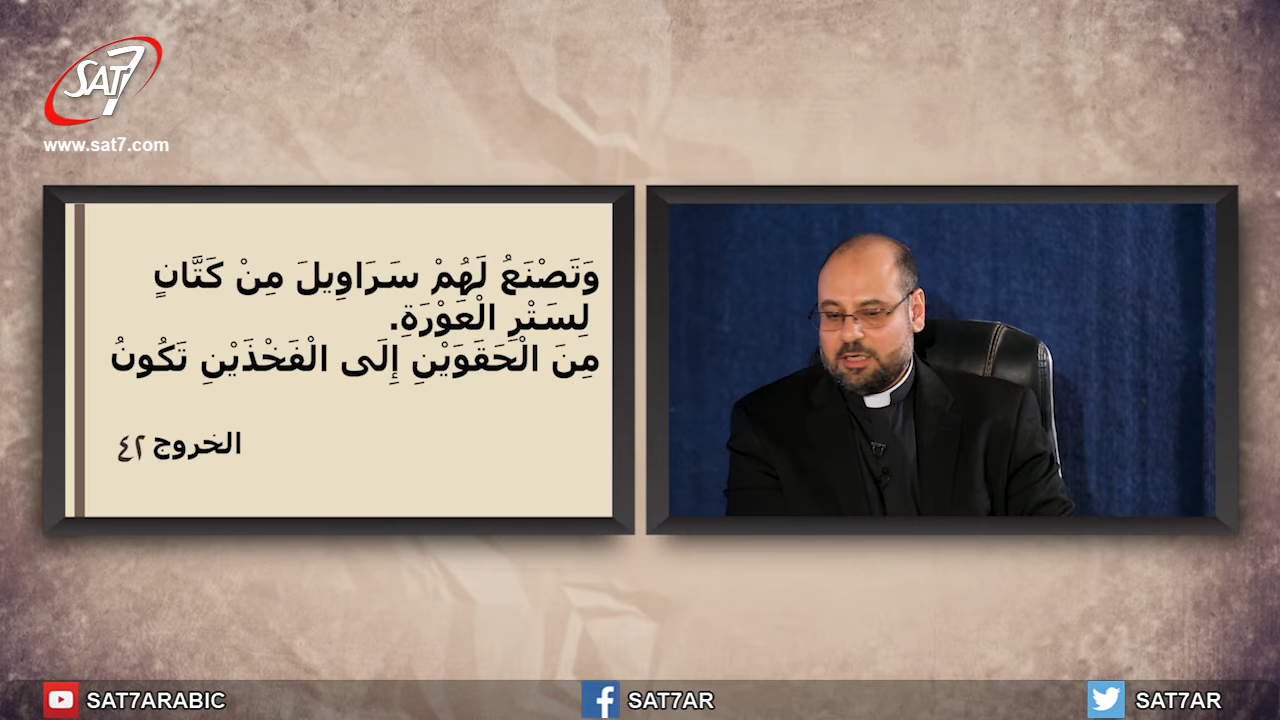 SAT7
www.sat7.com
وَتَصْنَعُ لَهُمْ سَرَاوِيلَ مِنْ كَتَّانٍ
لِسَتْرِ الْعَوْرَةِ.
مِنَ الْحَقَوَيْنِ إِلَى الْفَخْذَيْنِ تَكُونُ
الخروج ٤٢
SAT7ARABIC
SAT7AR
SAT7AR